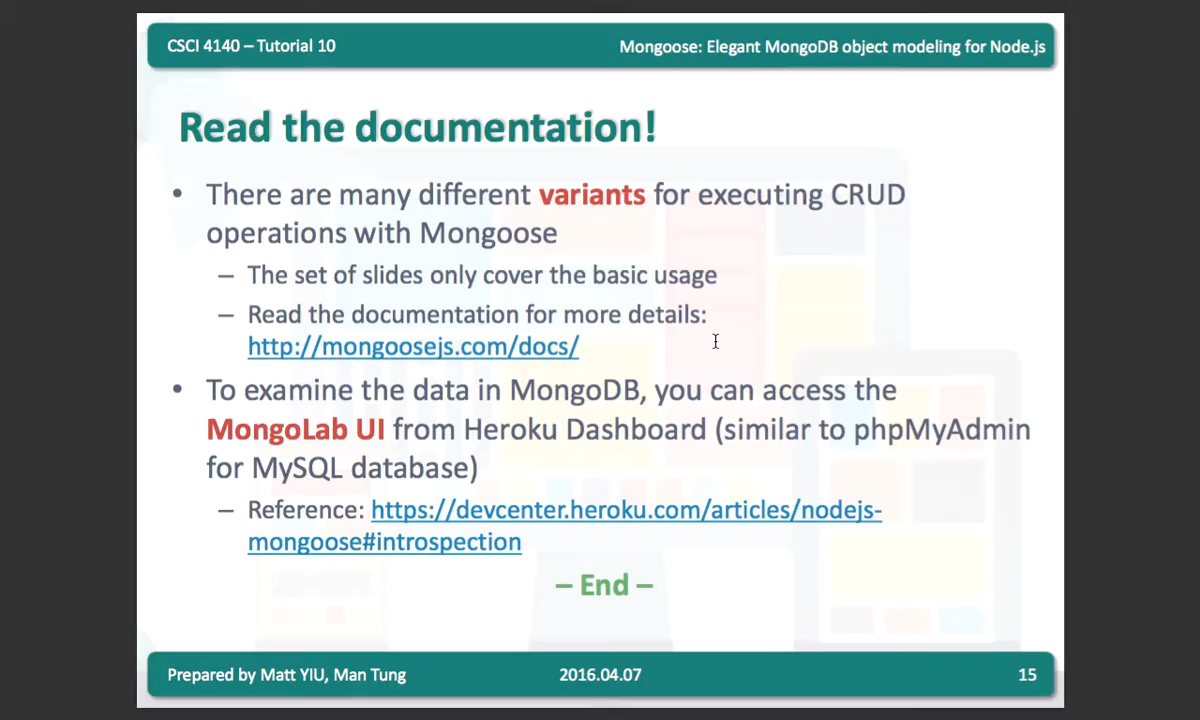 CSCI 4140 – Tutorial 10
Mongoose: Elegant MongoDB object modeling for Node.js
Read the documentation!
• There are many different variants for executing CRUD
operations with Mongoose
– The set of slides only cover the basic usage
– Read the documentation for more details:
http://mongoosejs.com/docs/
• To examine the data in MongoDB, you can access the
MongoLab UI from Heroku Dashboard (similar to phpMyAdmin
for MySQL database)
– Reference: https://devcenter.heroku.com/articles/nodejs-
mongoose#introspection
– End –
Prepared by Matt YIU, Man Tung
2016.04.07
15